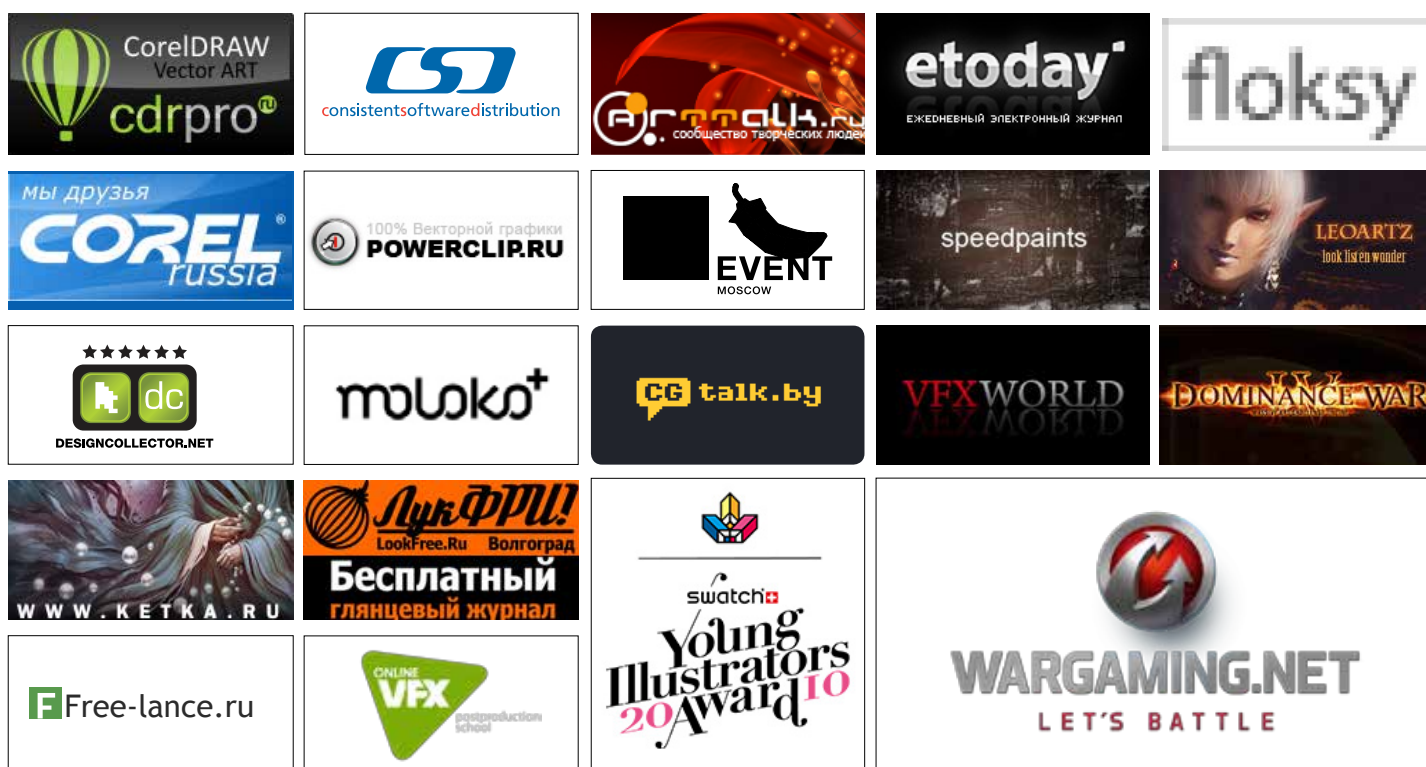 CorelDRAW
Vector ART
cdrpro ru
csd
consistentsoftwaredistribution
Arttalk.ru
сообщество творческих людей
etoday
ЕЖЕДНЕВНЫЙ ЭЛЕКТРОННЫЙ ЖУРНАЛ
floksy
мы друзья
COREL®
russia
100% Векторной графики
POWERCLIP.RU
EVENT
MOSCOW
speedpaints
LEOARTZ
look listen wonder
dc
DESIGNCOLLECTOR.NET
moloko+
CG talk.by
VFXWORLD
DOMINANCE WAR
WWW.KETKA.RU
ЛукФРИ!
LookFree.Ru Волгоград
Бесплатный
глянцевый журнал
swatch
Young
Illustrators
Award
2010
WARGAMING.NET
LET'S BATTLE
F Free-lance.ru
ONLINE
VFX
postproduction
school